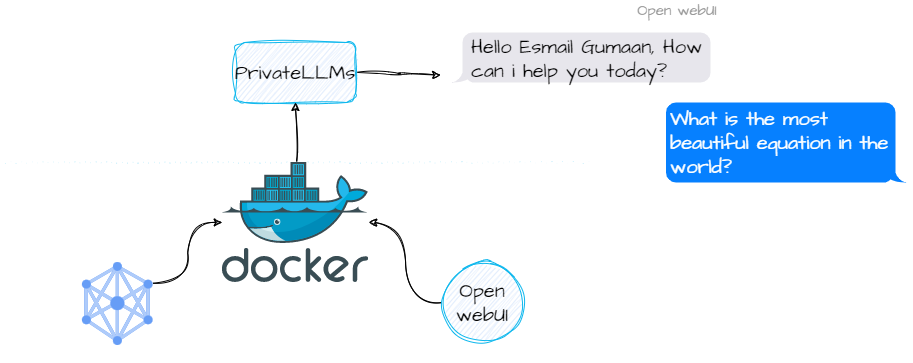 Open webUI
PrivateLLMs
Hello Esmail Gumaan, How
can i help you today?
What is the most
beautiful equation in the
world?
docker
Open
webUI